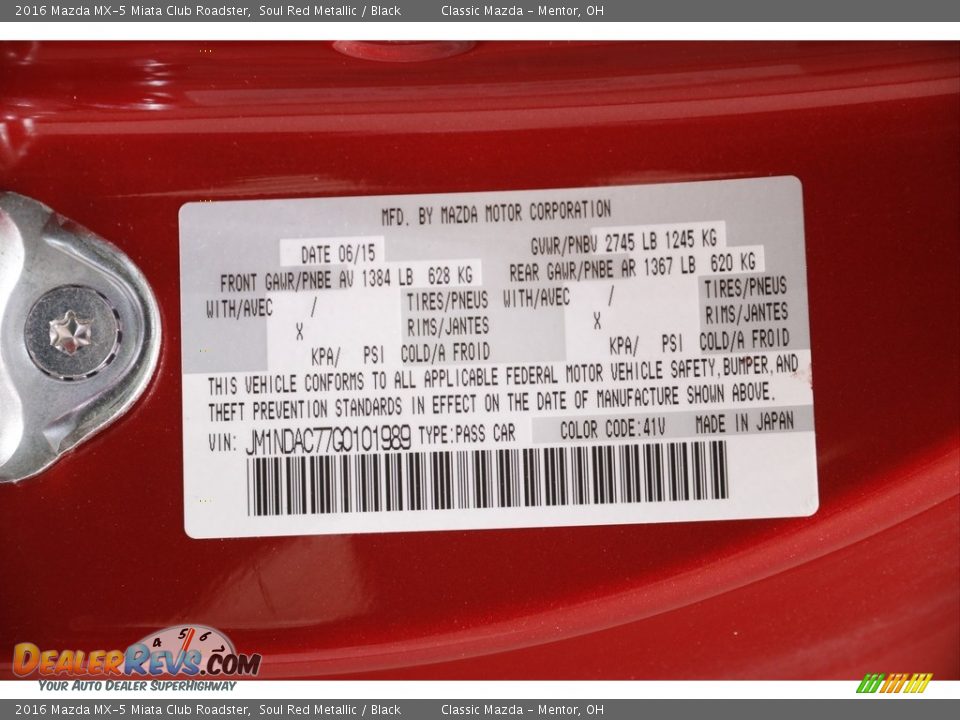 2016 Mazda MX-5 Miata Club Roadster, Soul Red Metallic / Black Classic Mazda - Mentor, OH
MFD. BY MAZDA MOTOR CORPORATION
DATE 06/15 GVWR/PNBV 2745 LB 1245 KG
FRONT GAWR/PNBE AV 1384 LB 628 KG REAR GAWR/PNBE AR 1367 LB 620 KG
WITH/AVEC / TIRES/PNEUS WITH/AVEC / TIRES/PNEUS
X RIMS/JANTES X RIMS/JANTES
KPA/ PSI COLD/A FROID KPA/ PSI COLD/A FROID
THIS VEHICLE CONFORMS TO ALL APPLICABLE FEDERAL MOTOR VEHICLE SAFETY, BUMPER, AND
THEFT PREVENTION STANDARDS IN EFFECT ON THE DATE OF MANUFACTURE SHOWN ABOVE.
VIN: JM1NDAC77G0101989 TYPE:PASS CAR COLOR CODE:41V MADE IN JAPAN
4 5 6
DEALERREVS.COM
YOUR AUTO DEALER SUPERHIGHWAY
2016 Mazda MX-5 Miata Club Roadster, Soul Red Metallic / Black Classic Mazda - Mentor, OH